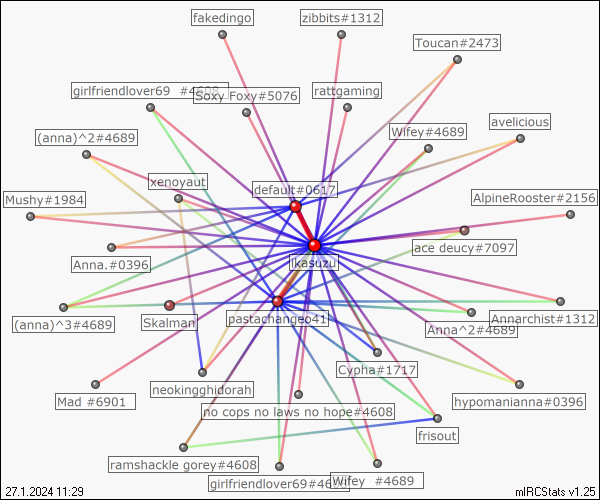 fakedingo
zibbits#1312
Toucan#2473
girlfriendlover69 #4608
Soxy Foxy#5076
rattgaming
avelicious
(anna)^2#4689
Wifey#4689
xenoyaut
default#0617
Mushy#1984
AlpineRooster#2156
ace deucy#7097
Anna.#0396
ikasuzu
(anna)^3#4689
Skalman
pastachangeo41
Anna^2#4689
Annarchist#1312
Cypha#1717
neokingghidorah
Mad #6901
no cops no laws no hope#4608
hypomanianna#0396
frisout
ramshackle gorey#4608
girlfriendlover69#4608
Wifey #4689
27.1.2024 11:29
mIRCStats v1.25